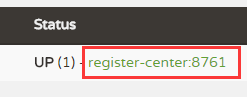 Status
UP (1) - register-center:8761